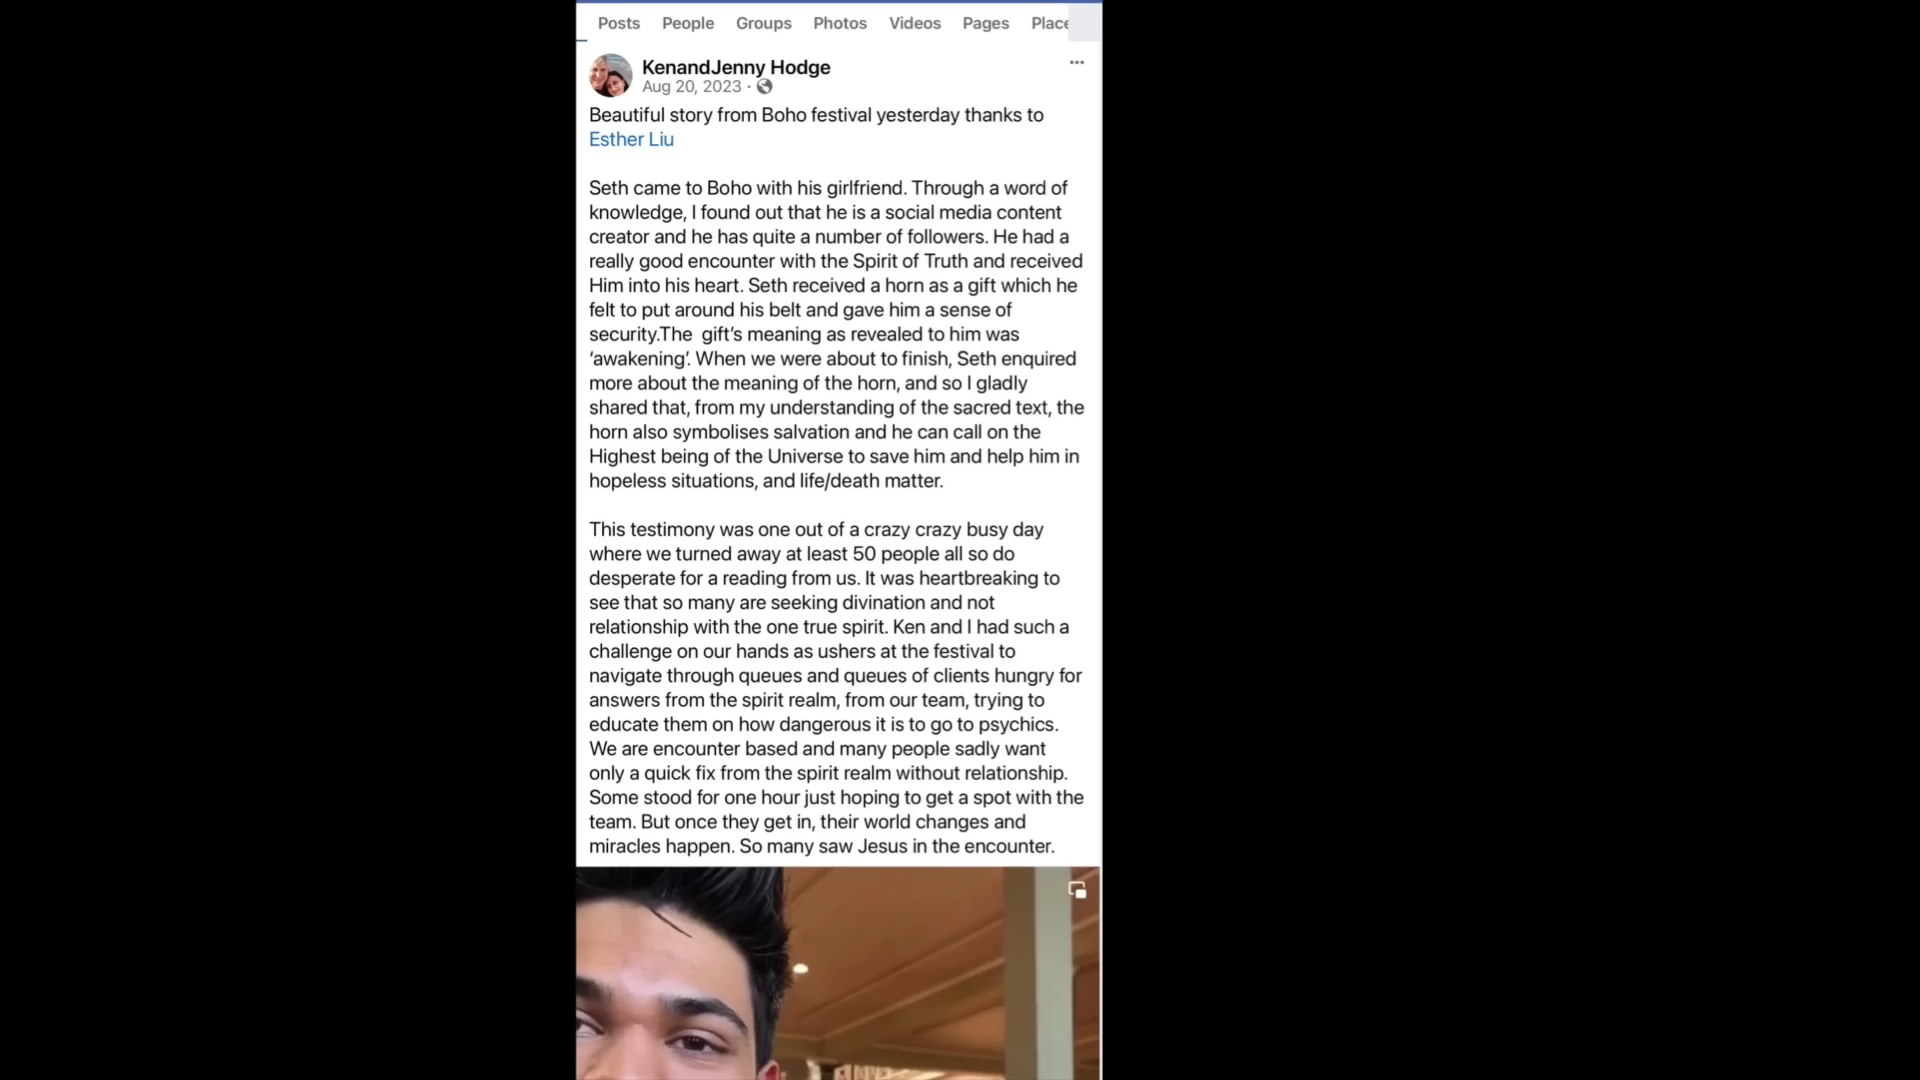 Posts People Groups Photos Videos Pages Place
KenandJenny Hodge
Aug 20, 2023 ·
Beautiful story from Boho festival yesterday thanks to
Esther Liu
Seth came to Boho with his girlfriend. Through a word of
knowledge, I found out that he is a social media content
creator and he has quite a number of followers. He had a
really good encounter with the Spirit of Truth and received
Him into his heart. Seth received a horn as a gift which he
felt to put around his belt and gave him a sense of
security.The  gift’s meaning as revealed to him was
‘awakening’. When we were about to finish, Seth enquired
more about the meaning of the horn, and so I gladly
shared that, from my understanding of the sacred text, the
horn also symbolises salvation and he can call on the
Highest being of the Universe to save him and help him in
hopeless situations, and life/death matter.
This testimony was one out of a crazy crazy busy day
where we turned away at least 50 people all so do
desperate for a reading from us. It was heartbreaking to
see that so many are seeking divination and not
relationship with the one true spirit. Ken and I had such a
challenge on our hands as ushers at the festival to
navigate through queues and queues of clients hungry for
answers from the spirit realm, from our team, trying to
educate them on how dangerous it is to go to psychics.
We are encounter based and many people sadly want
only a quick fix from the spirit realm without relationship.
Some stood for one hour just hoping to get a spot with the
team. But once they get in, their world changes and
miracles happen. So many saw Jesus in the encounter.